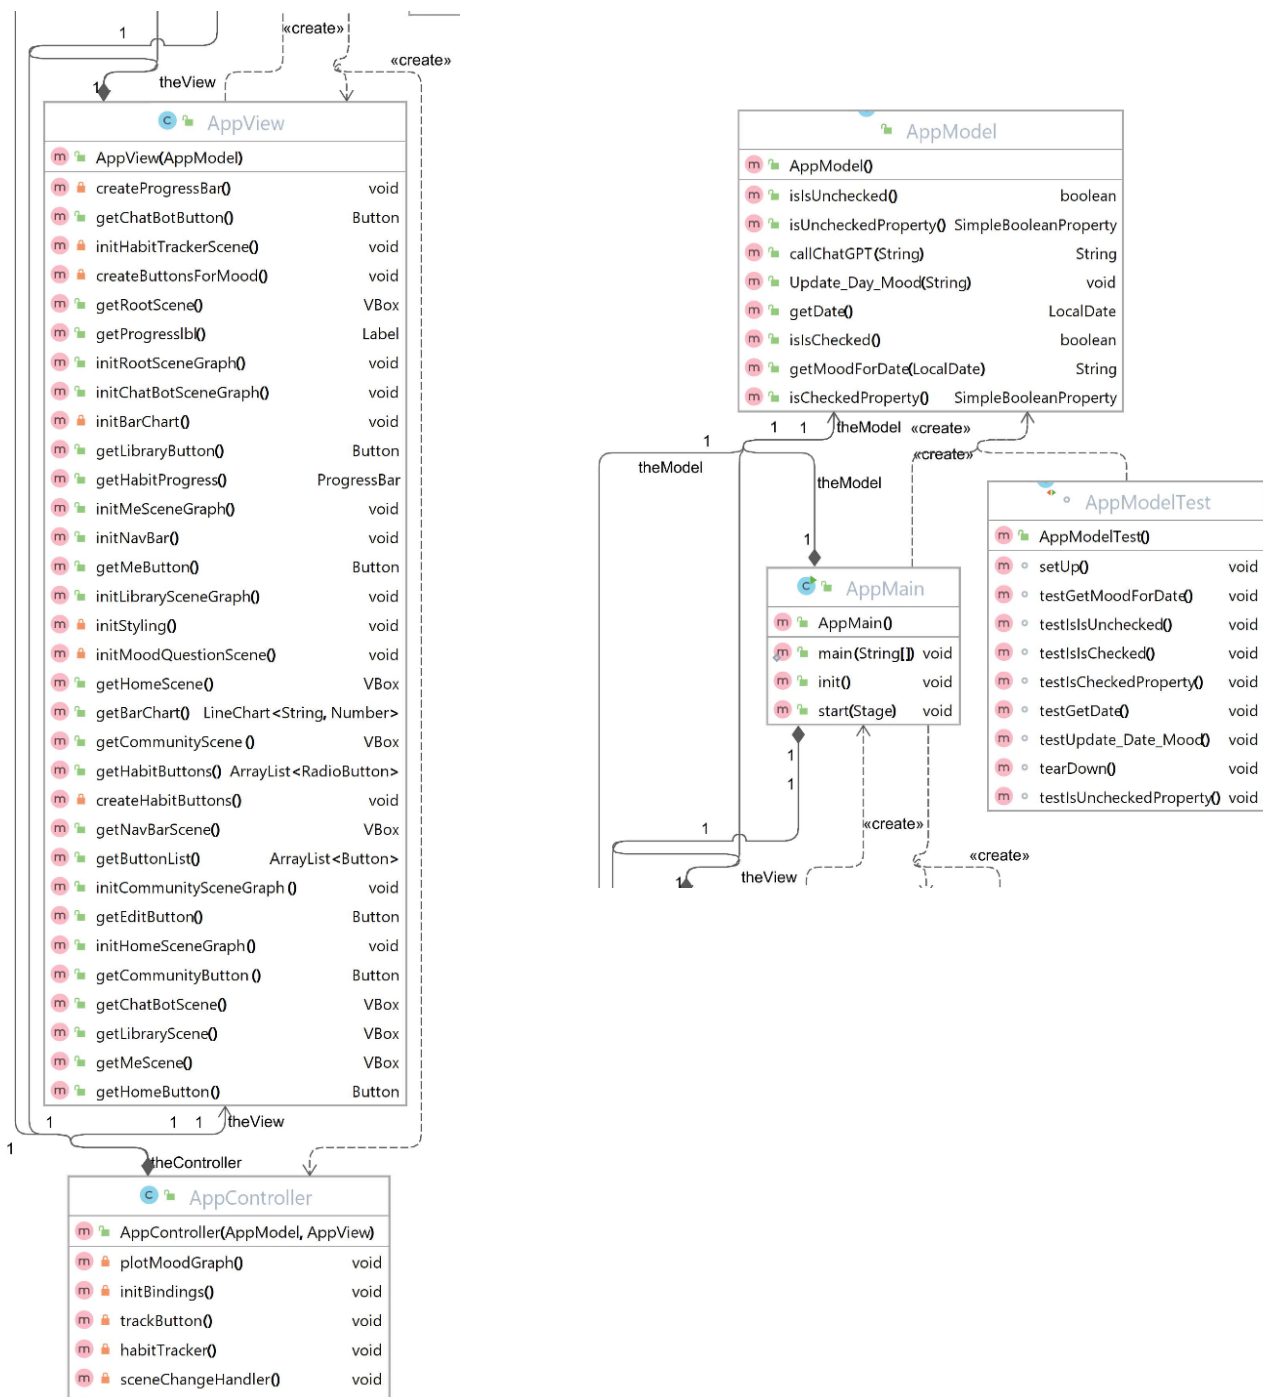 1
«create»
«create»
theView
1
AppView
AppView(AppModel)
createProgressBar() void
getChatBotButton() Button
initHabitTrackerScene() void
createButtonsForMood() void
getRootScene() VBox
getProgresslbl() Label
initRootSceneGraph() void
initChatBotSceneGraph() void
initBarChart() void
getLibraryButton() Button
getHabitProgress() ProgressBar
initMeSceneGraph() void
initNavBar() void
getMeButton() Button
initLibrarySceneGraph() void
initStyling() void
initMoodQuestionScene() void
getHomeScene() VBox
getBarChart() LineChart<String, Number>
getCommunityScene() VBox
getHabitButtons() ArrayList<RadioButton>
createHabitButtons() void
getNavBarScene() VBox
getButtonList() ArrayList<Button>
initCommunitySceneGraph() void
getEditButton() Button
initHomeSceneGraph() void
getCommunityButton() Button
getChatBotScene() VBox
getLibraryScene() VBox
getMeScene() VBox
getHomeButton() Button
1 1 1 theView
1
theController
AppController
AppController(AppModel, AppView)
plotMoodGraph() void
initBindings() void
trackButton() void
habitTracker() void
sceneChangeHandler() void
AppModel
AppModel()
isIsUnchecked() boolean
isUncheckedProperty() SimpleBooleanProperty
callChatGPT(String) String
Update_Day_Mood(String) void
getDate() LocalDate
isIsChecked() boolean
getMoodForDate(LocalDate) String
isCheckedProperty() SimpleBooleanProperty
1 1 1 theModel «create»
theModel «create»
theModel
1
AppMain
AppMain()
main(String[]) void
init() void
start(Stage) void
1
1
1 «create»
«create»
1 theView
AppModelTest
AppModelTest()
setUp() void
testGetMoodForDate() void
testIsIsUnchecked() void
testIsIsChecked() void
testIsCheckedProperty() void
testGetDate() void
testUpdate_Date_Mood() void
tearDown() void
testIsUncheckedProperty() void